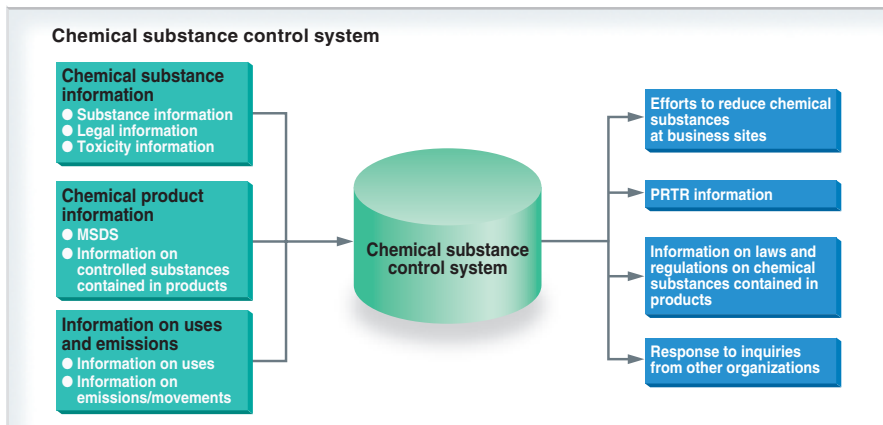 Chemical substance control system
Chemical substance
information
● Substance information
● Legal information
● Toxicity information
Chemical product
information
● MSDS
● Information on
controlled substances
contained in products
Information on uses
and emissions
● Information on uses
● Information on
emissions/movements
Chemical substance
control system
Efforts to reduce chemical
substances
at business sites
PRTR information
Information on laws and
regulations on chemical
substances contained in
products
Response to inquiries
from other organizations